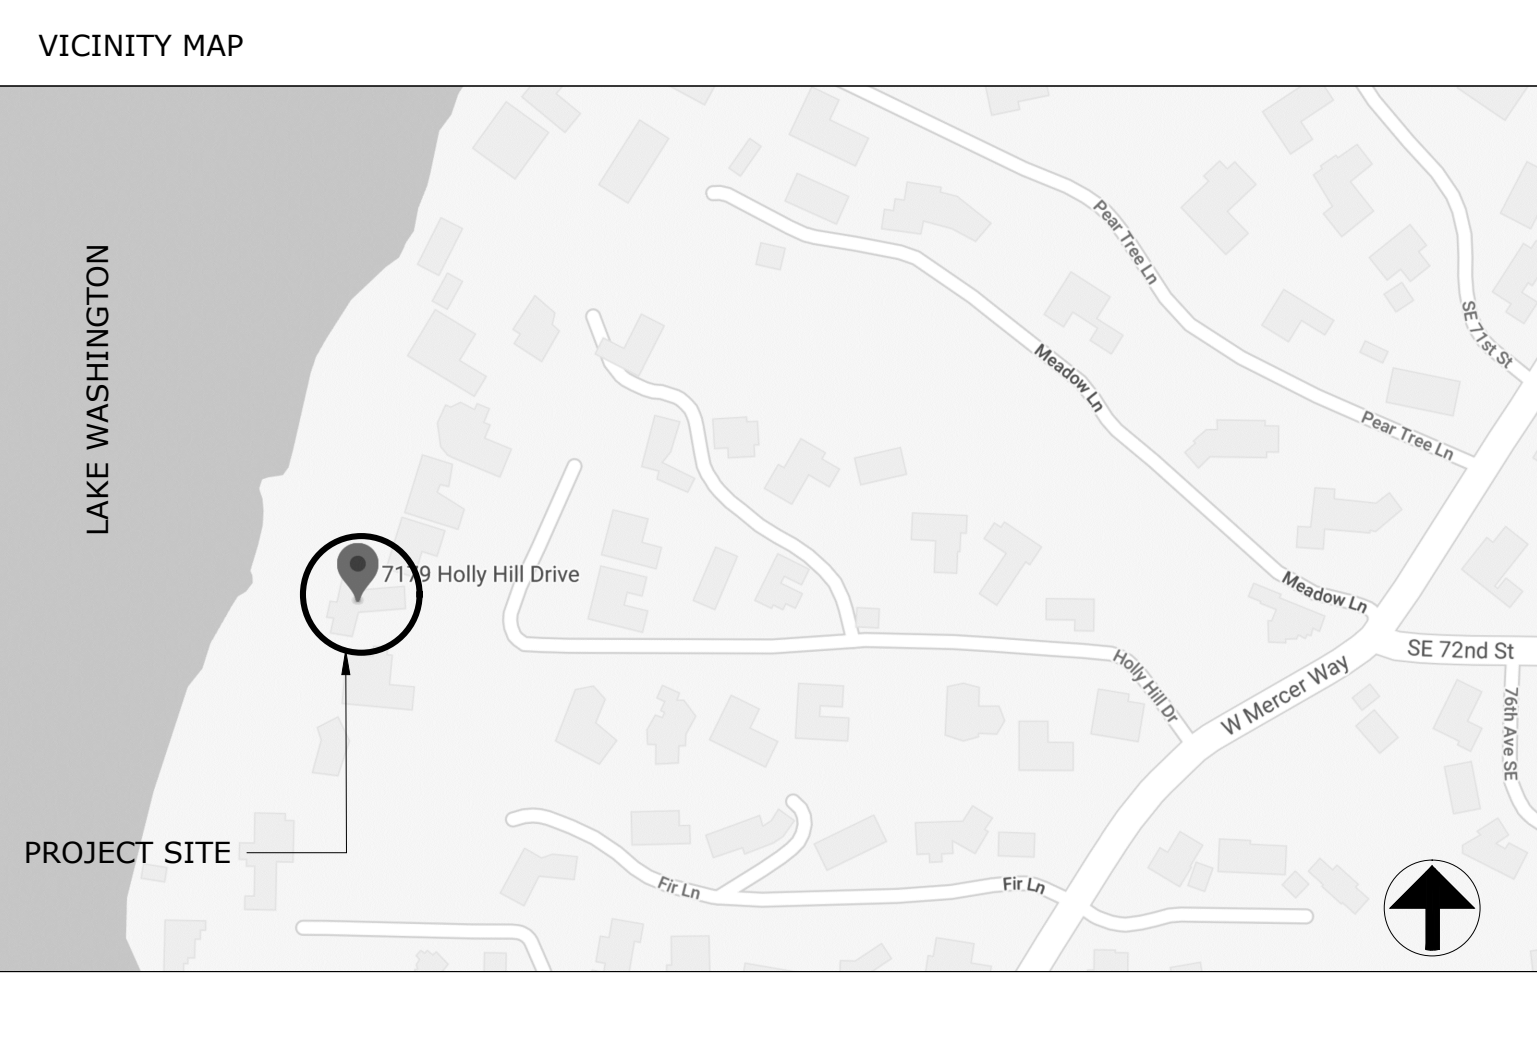 VICINITY MAP
Pear Tree Ln
LAKE WASHINGTON
SE 71st St
Meadow Ln
Pear Tree Ln
7179 Holly Hill Drive
Meadow Ln
SE 72nd St
Holly Hill Dr
W Mercer Way
76th Ave SE
PROJECT SITE
Fir Ln
Fir Ln